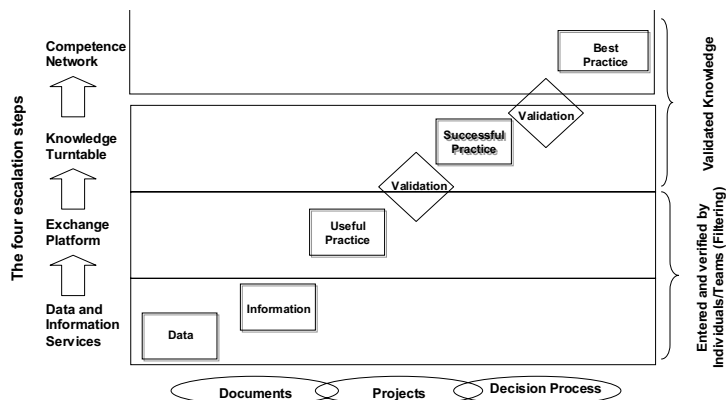 The four escalation steps
Competence
Network
Knowledge
Turntable
Exchange
Platform
Data and
Information
Services
Best
Practice
Validation
Successful
Practice
Validation
Useful
Practice
Information
Data
Validated Knowledge
Entered and verified by
Individuals/Teams (Filtering)
Documents
Projects
Decision Process